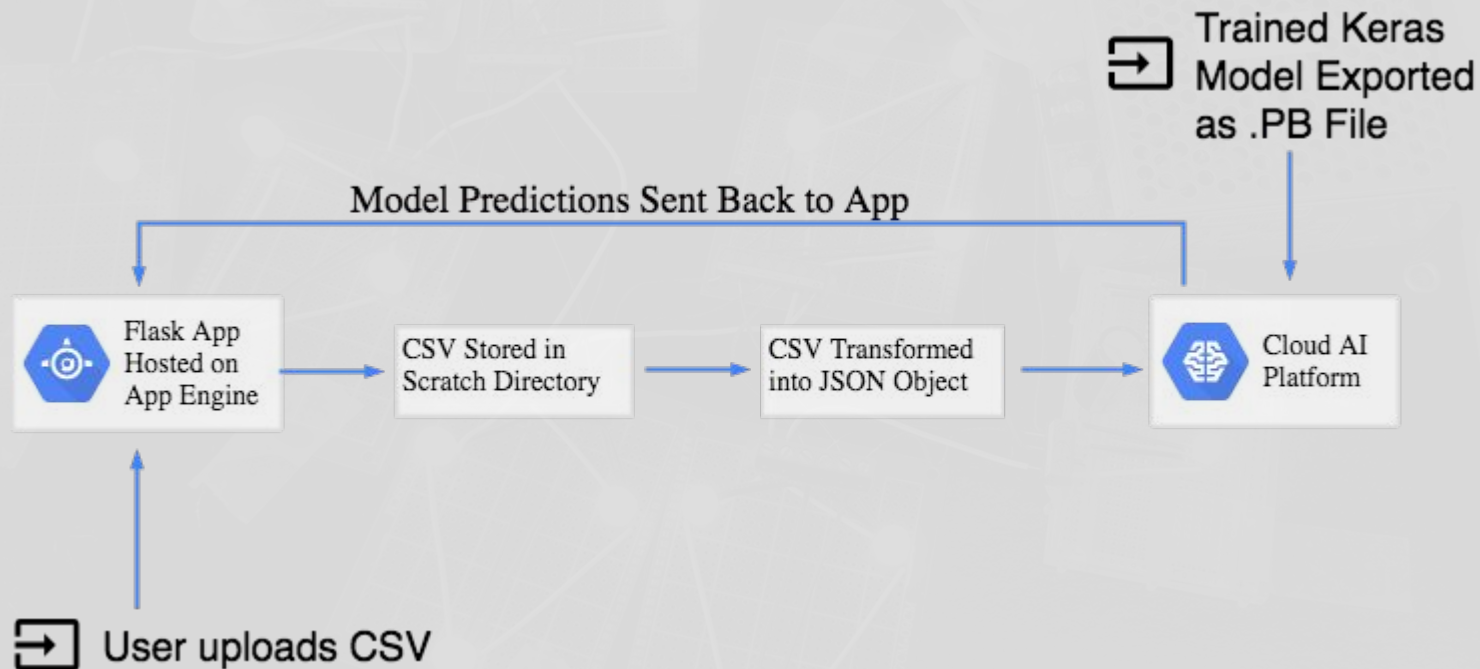 Trained Keras
Model Exported
as .PB File
Model Predictions Sent Back to App
Flask App
Hosted on
App Engine
CSV Stored in
Scratch Directory
CSV Transformed
into JSON Object
Cloud AI
Platform
User uploads CSV